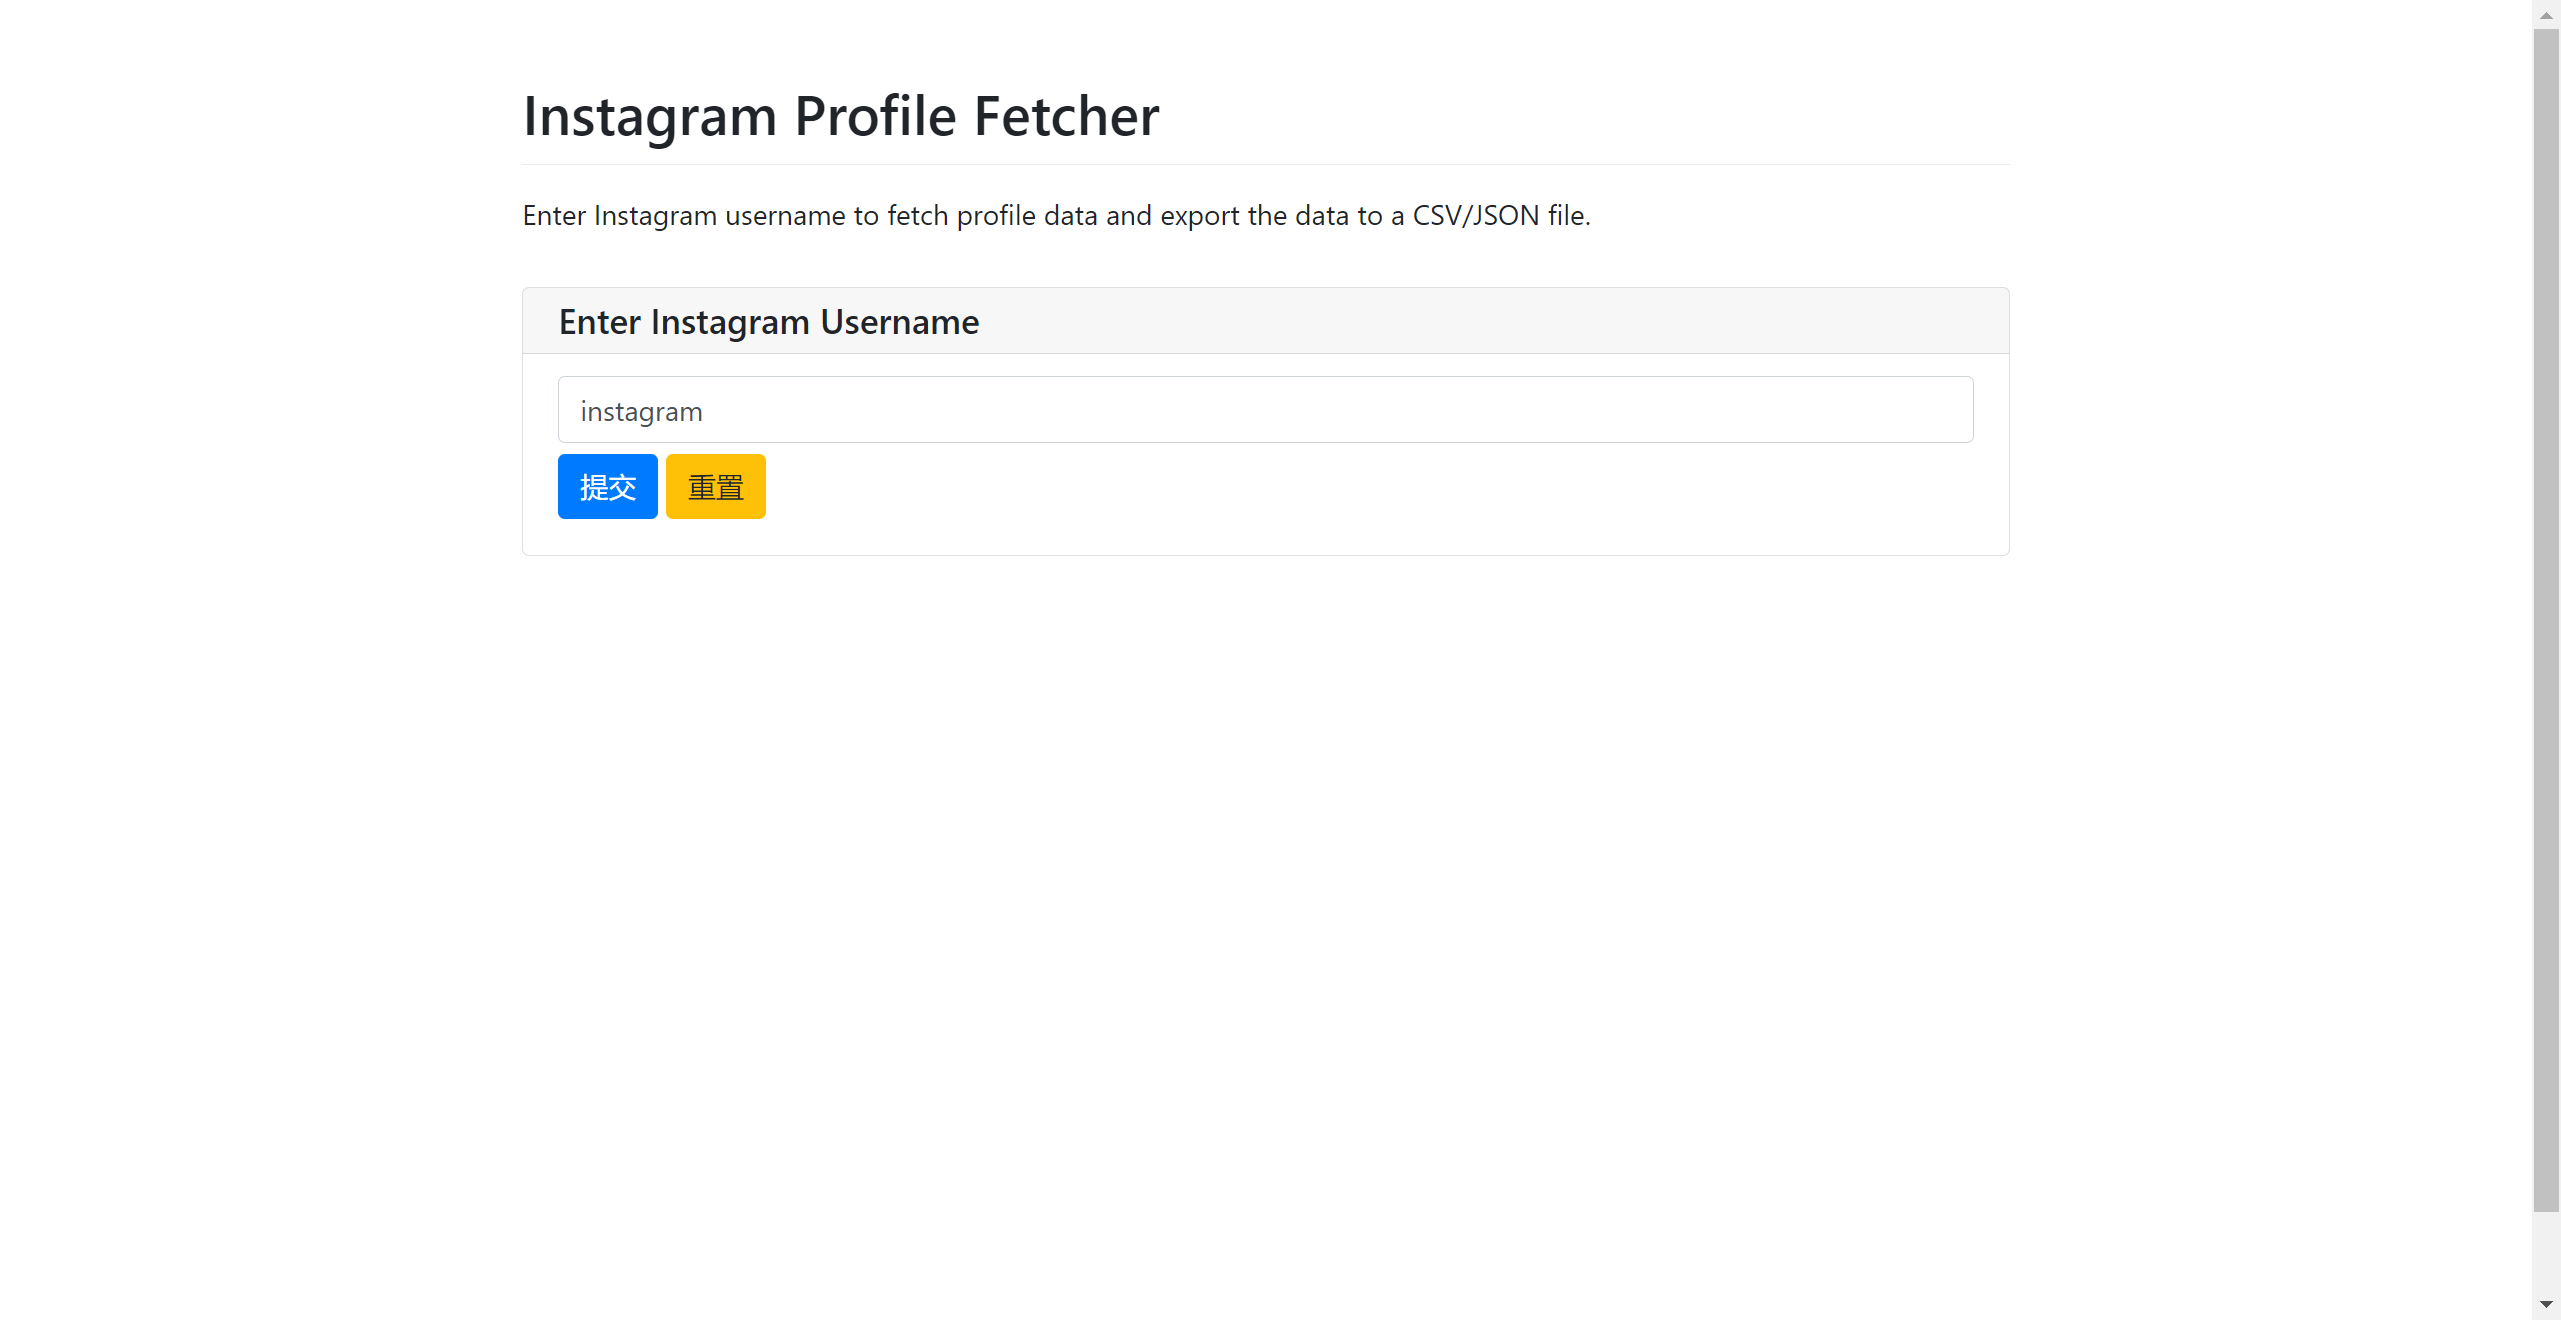 Instagram Profile Fetcher
Enter Instagram username to fetch profile data and export the data to a CSV/JSON file.
Enter Instagram Username
instagram
提交 重置